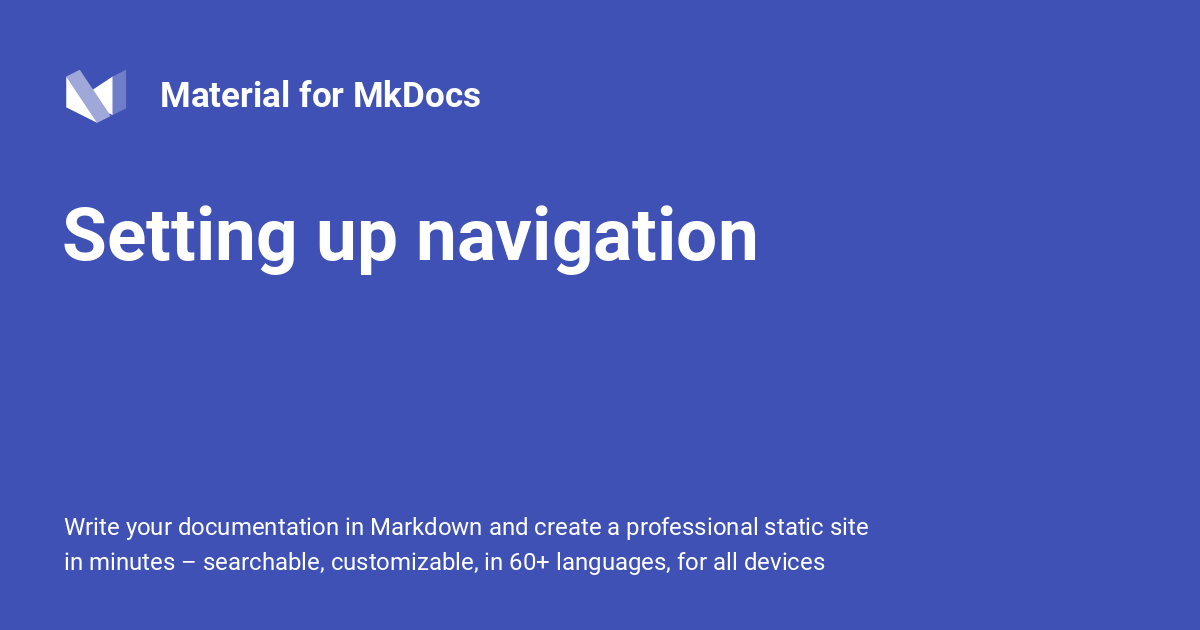 Material for MkDocs
Setting up navigation
Write your documentation in Markdown and create a professional static site
in minutes – searchable, customizable, in 60+ languages, for all devices